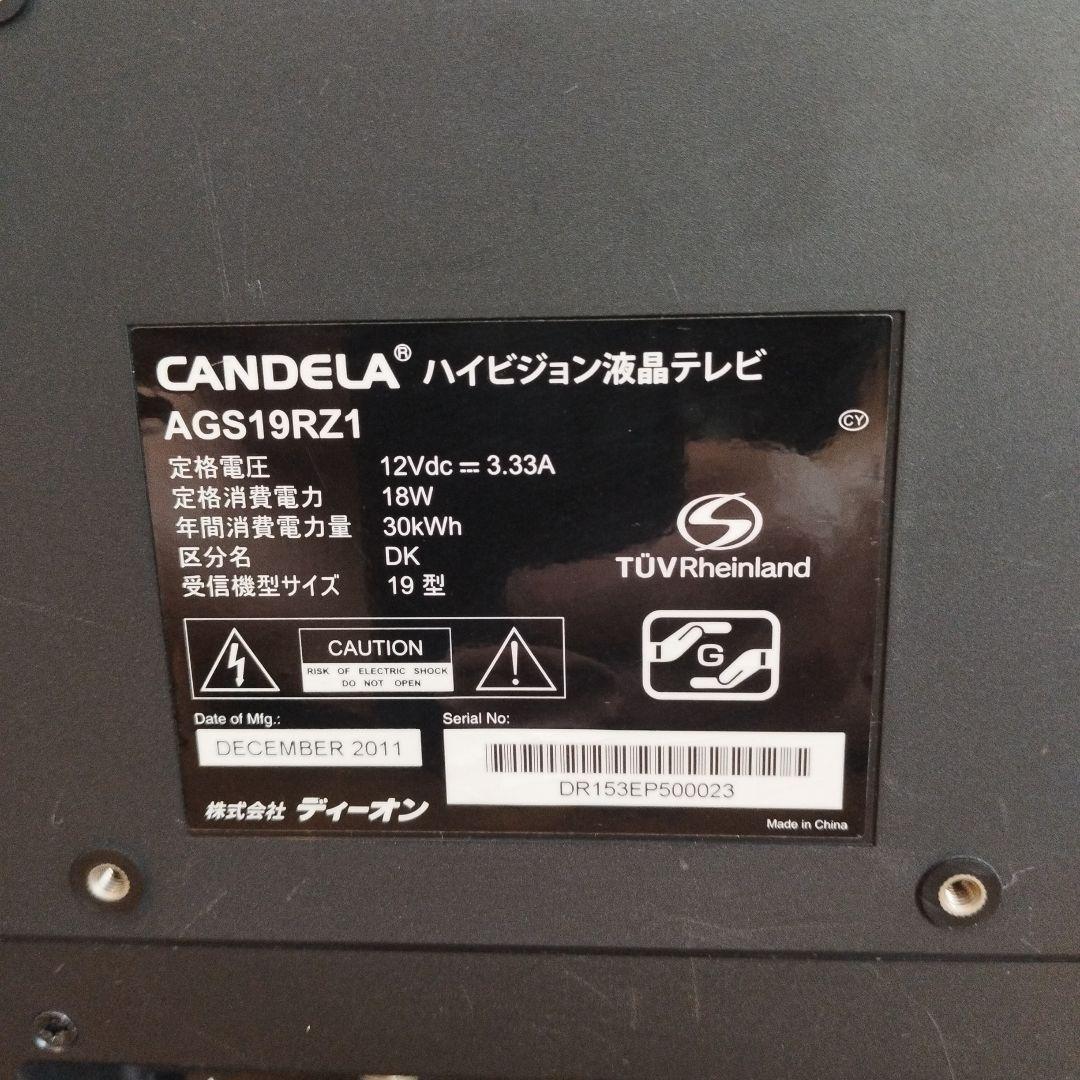 CANDELA® ハイビジョン液晶テレビ
AGS19RZ1
CY
定格電圧 12Vdc ⎓ 3.33A
定格消費電力 18W
年間消費電力量 30kWh
区分名 DK
受信機型サイズ 19 型
TÜVRheinland
CAUTION
RISK OF ELECTRIC SHOCK
DO NOT OPEN
G
Date of Mfg.:
DECEMBER 2011
Serial No:
DR153EP500023
株式会社 ディーオン
Made in China